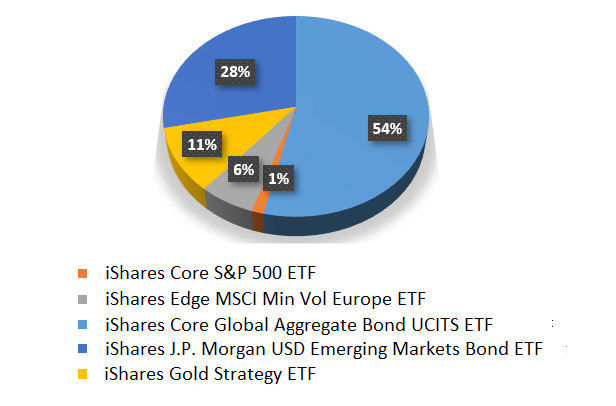 28%
54%
11%
6%
1%
iShares Core S&P 500 ETF
iShares Edge MSCI Min Vol Europe ETF
iShares Core Global Aggregate Bond UCITS ETF
iShares J.P. Morgan USD Emerging Markets Bond ETF
iShares Gold Strategy ETF